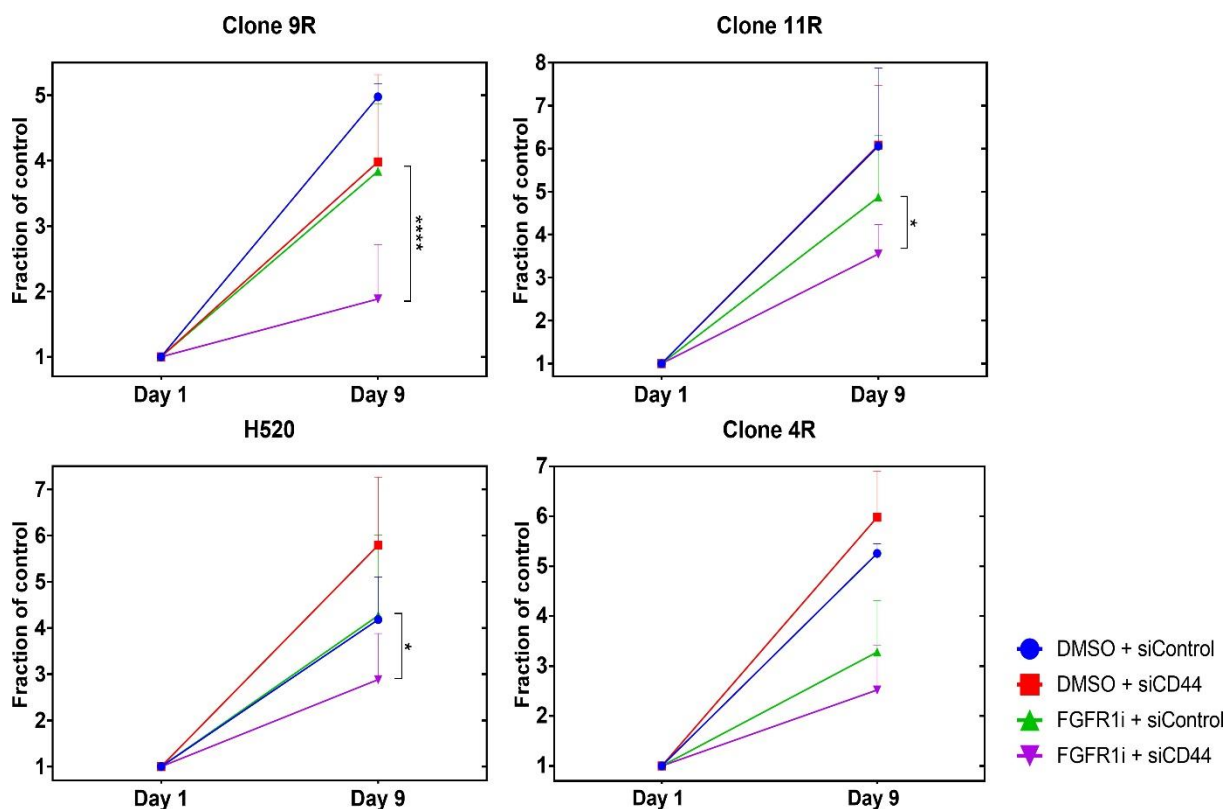 Clone 9R
Fraction of control
5
4
3
2
1
****
Day 1 Day 9
Clone 11R
Fraction of control
8
7
6
5
4
3
2
1
*
Day 1 Day 9
H520
Fraction of control
7
6
5
4
3
2
1
*
Day 1 Day 9
Clone 4R
Fraction of control
7
6
5
4
3
2
1
Day 1 Day 9
DMSO + siControl
DMSO + siCD44
FGFR1i + siControl
FGFR1i + siCD44